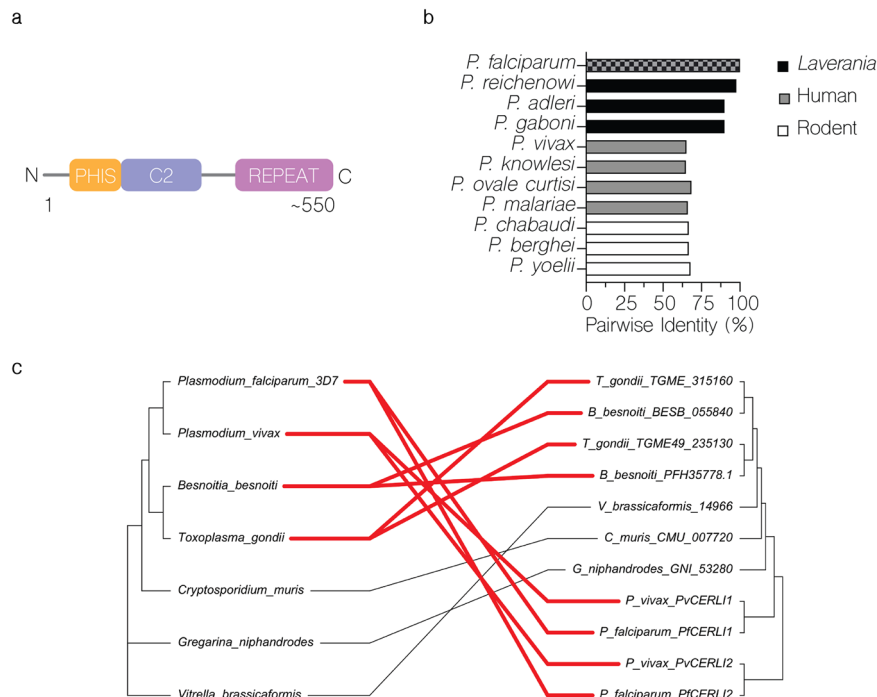 a
N PHIS C2 REPEAT C
1 ~550
b
P. falciparum
P. reichenowi
P. adleri
P. gaboni
P. vivax
P. knowlesi
P. ovale curtisi
P. malariae
P. chabaudi
P. berghei
P. yoelii
0 25 50 75 100
Pairwise Identity (%)
Laverania
Human
Rodent
c
Plasmodium_falciparum_3D7
Plasmodium_vivax
Besnoitia_besnoiti
Toxoplasma_gondii
Cryptosporidium_muris
Gregarina_niphandrodes
Vitrella_brassicaformis
T_gondii_TGME_315160
B_besnoiti_BESB_055840
T_gondii_TGME49_235130
B_besnoiti_PFH35778.1
V_brassicaformis_14966
C_muris_CMU_007720
G_niphandrodes_GNI_53280
P_vivax_PvCERLI1
P_falciparum_PfCERLI1
P_vivax_PvCERLI2
P_falciparum_PfCERLI2